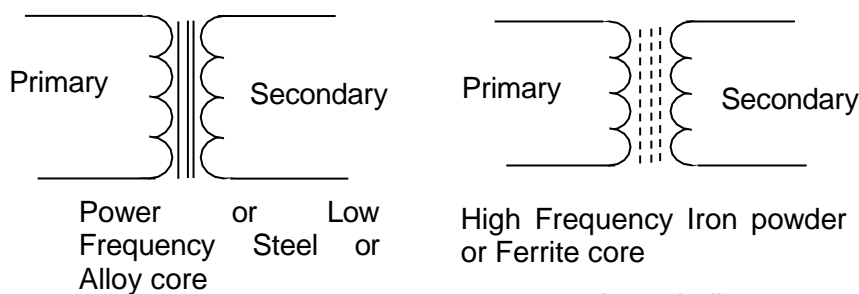 Primary
Secondary
Power or Low
Frequency Steel or
Alloy core
Primary
Secondary
High Frequency Iron powder
or Ferrite core